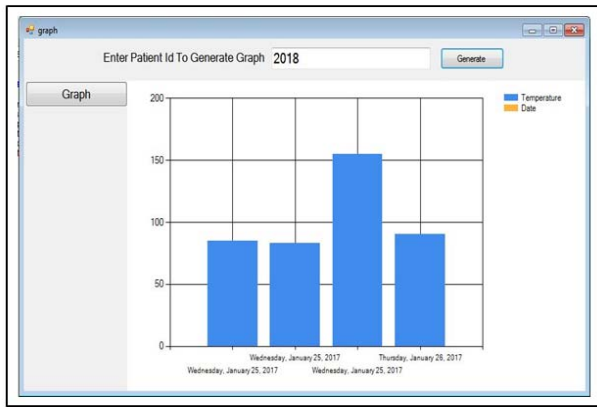 graph
Enter Patient Id To Generate Graph 2018 Generate
Graph
200
150
100
50
0
Temperature
Date
Wednesday, January 25, 2017 Thursday, January 26, 2017
Wednesday, January 25, 2017 Wednesday, January 25, 2017